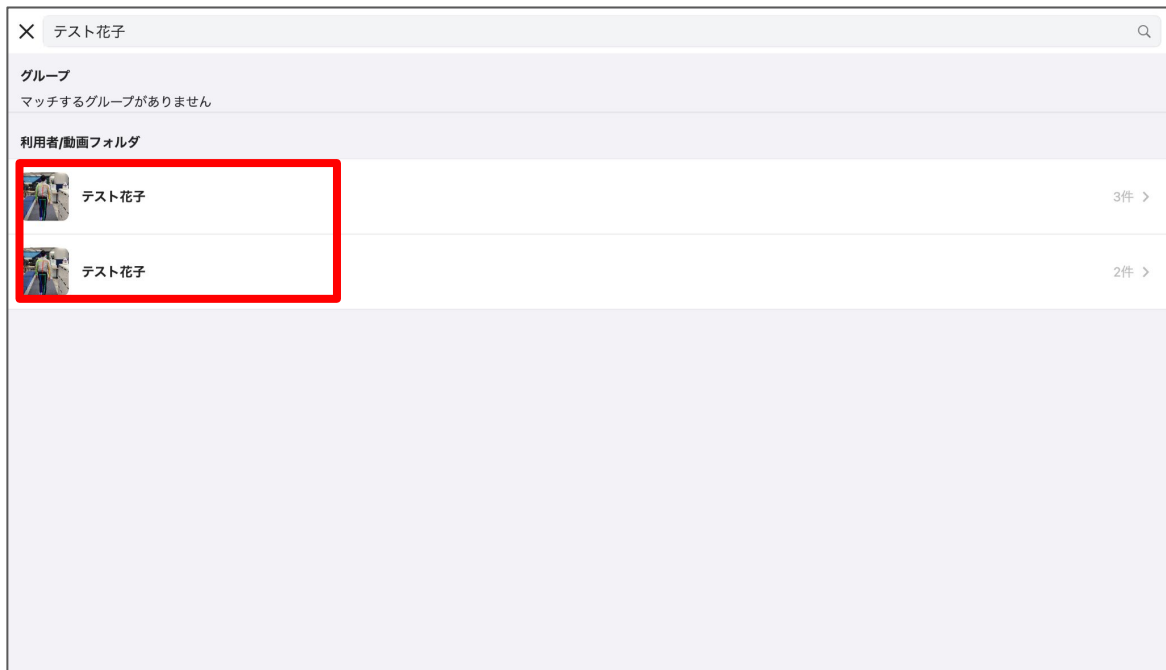 テスト花子
グループ
マッチするグループがありません
利用者/動画フォルダ
テスト花子
3件
テスト花子
2件